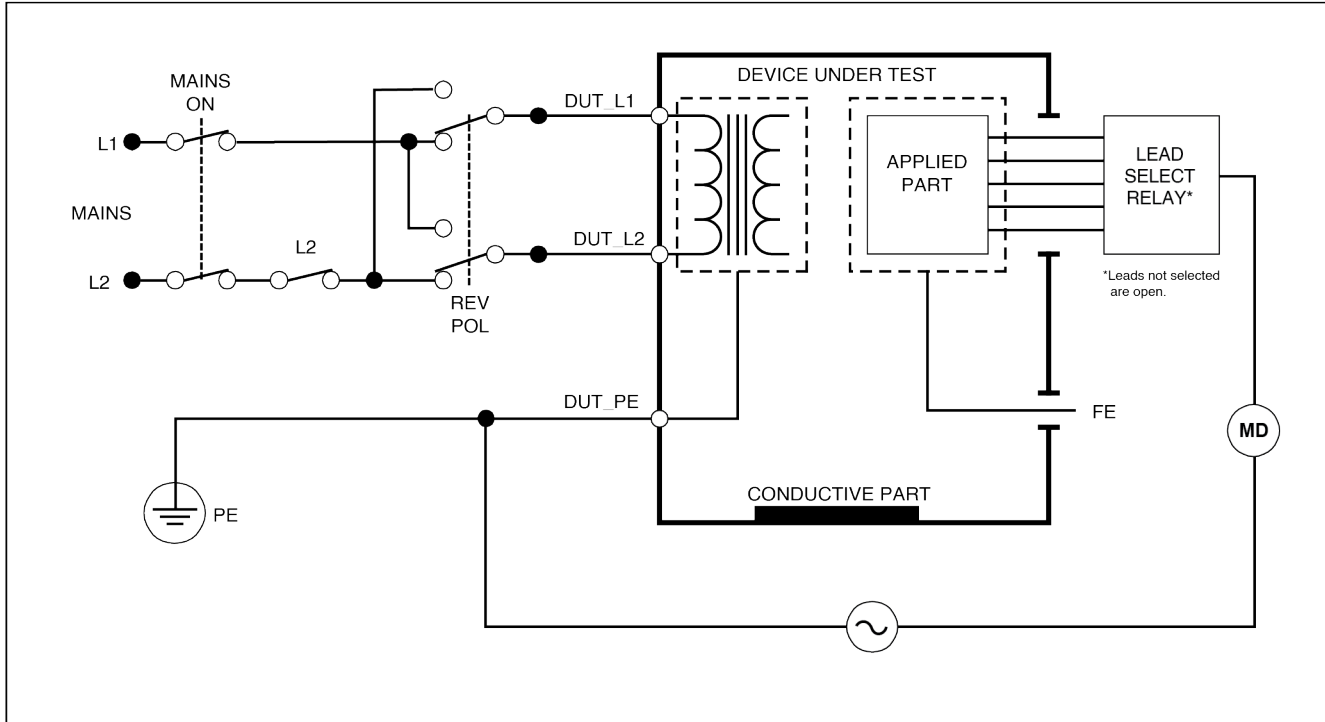 MAINS
ON
DEVICE UNDER TEST
DUT_L1
L1
APPLIED
PART
LEAD
SELECT
RELAY*
MAINS
L2
DUT_L2
L2
*Leads not selected
are open.
REV
POL
DUT_PE
FE
MD
CONDUCTIVE PART
PE